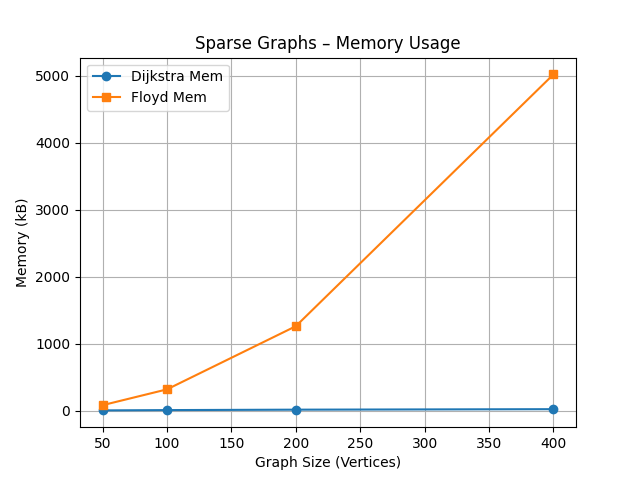 Sparse Graphs – Memory Usage
Dijkstra Mem
Floyd Mem
Memory (kB)
5000
4000
3000
2000
1000
0
50 100 150 200 250 300 350 400
Graph Size (Vertices)